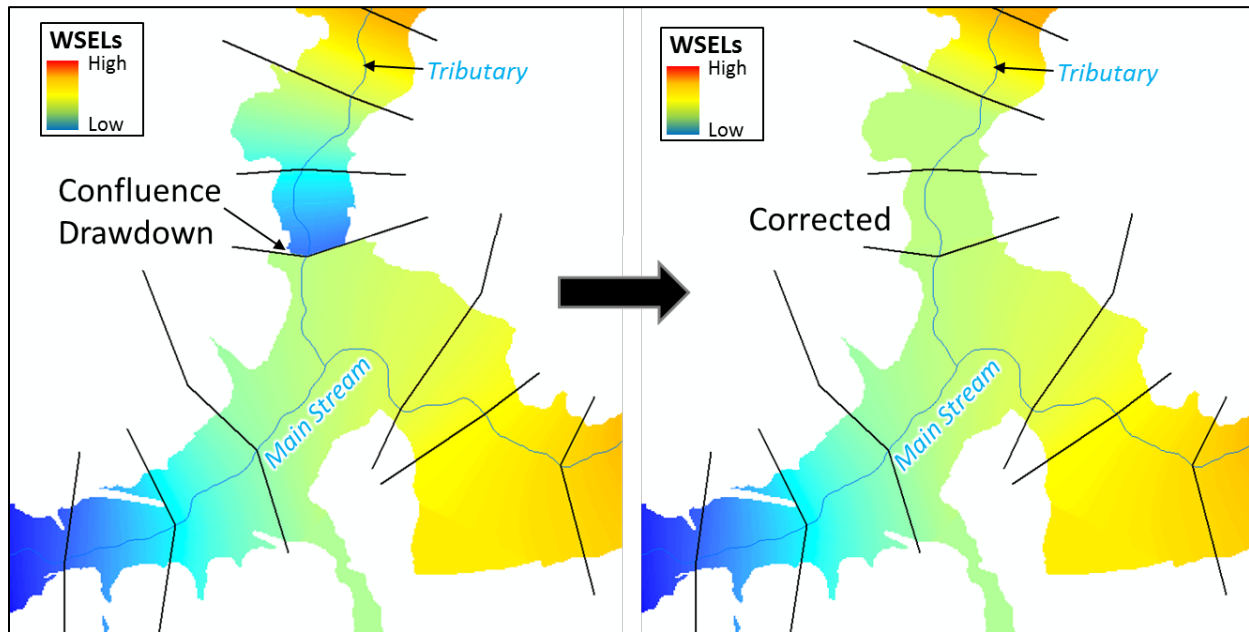 WSELs
High
Low
Tributary
Confluence
Drawdown
Main Stream
WSELs
High
Low
Tributary
Corrected
Main Stream